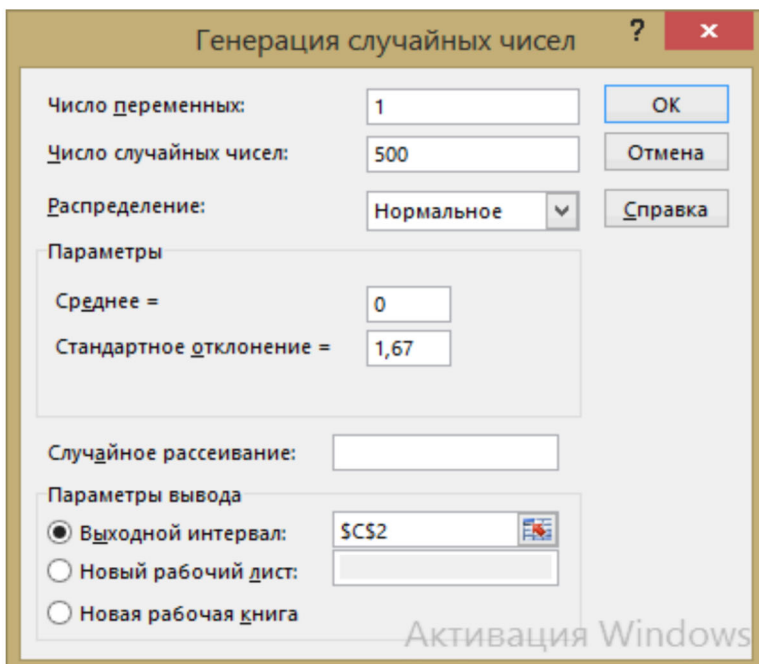 Генерация случайных чисел ? ×
Число переменных: 1 ОК
Число случайных чисел: 500 Отмена
Распределение: Нормальное Справка
Параметры
Среднее = 0
Стандартное отклонение = 1,67
Случайное рассеивание:
Параметры вывода
Выходной интервал: $C$2
Новый рабочий лист:
Новая рабочая книга
Активация Windows